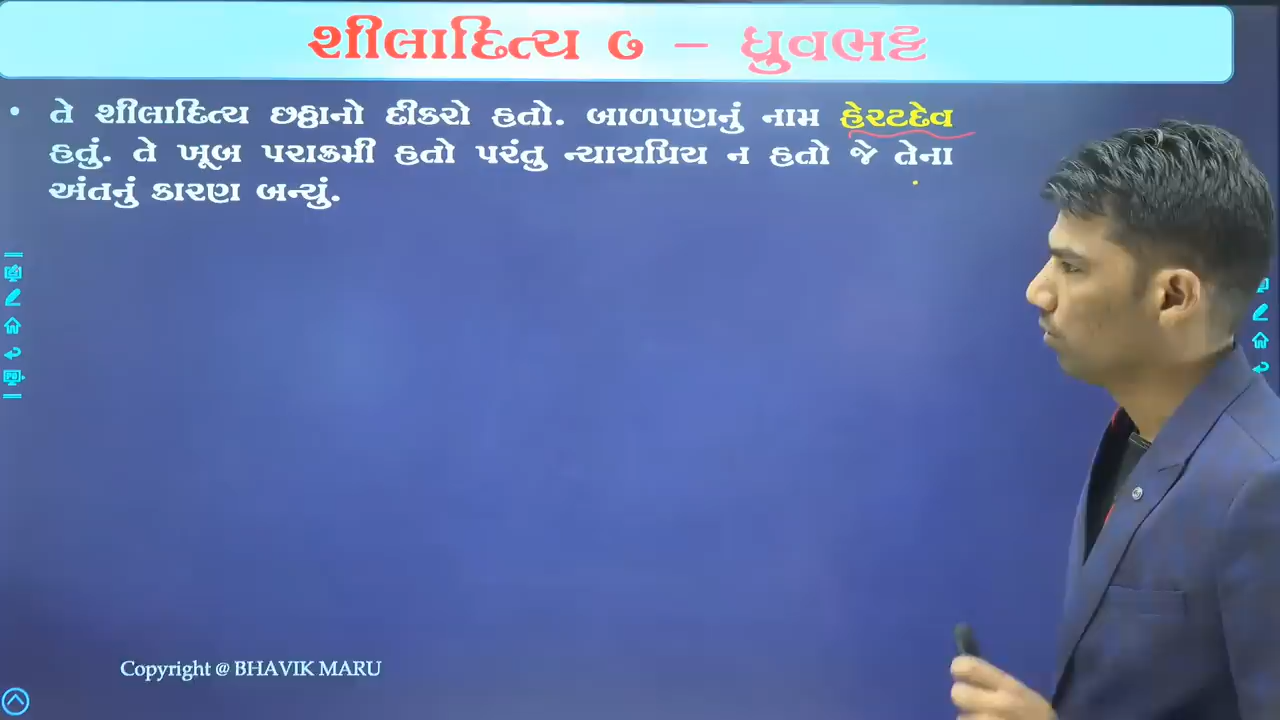 શીલાદિત્ય ૭ – ધ્રુવભટ્ટ
• તે શીલાદિત્ય છઠ્ઠાનો દીકરો હતો. બાળપણનું નામ હેરટદેવ
હતું. તે ખૂબ પરાક્રમી હતો પરંતુ ન્યાયપ્રિય ન હતો જે તેના
અંતનું કારણ બન્યું.
Copyright @ BHAVIK MARU